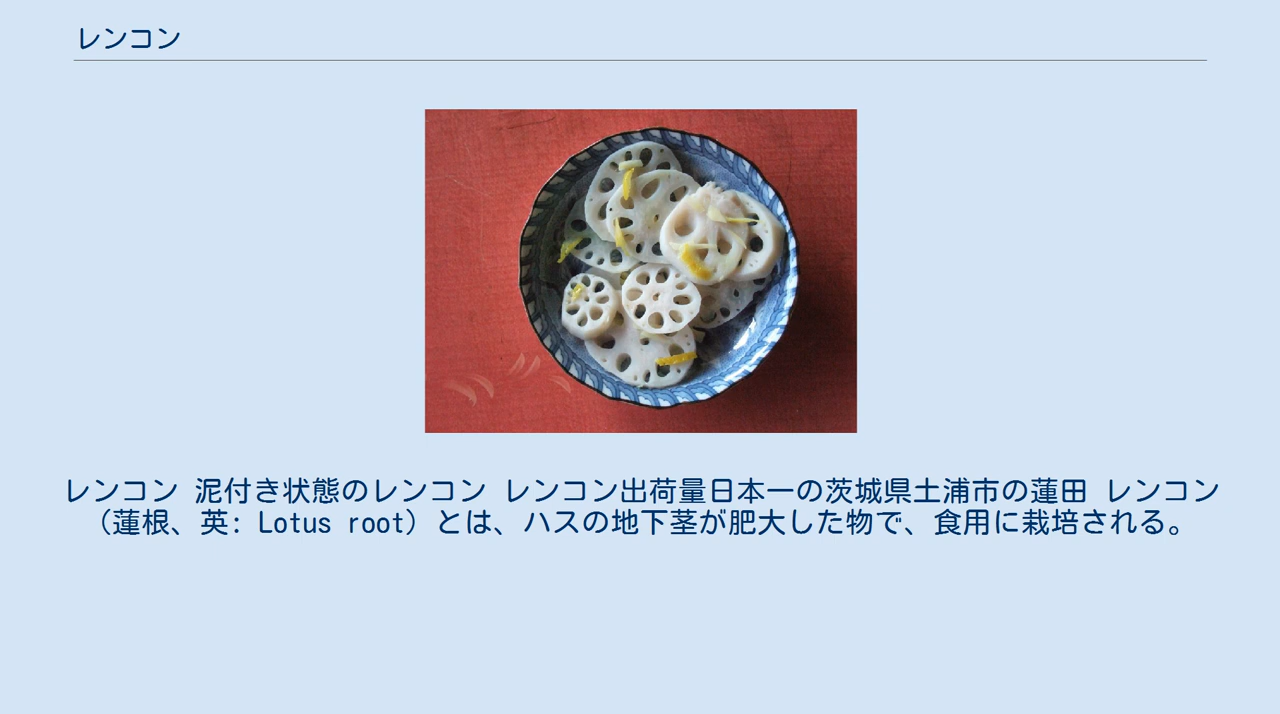 レンコン
レンコン 泥付き状態のレンコン レンコン出荷量日本一の茨城県土浦市の蓮田 レンコン
（蓮根、英: Lotus root）とは、ハスの地下茎が肥大した物で、食用に栽培される。